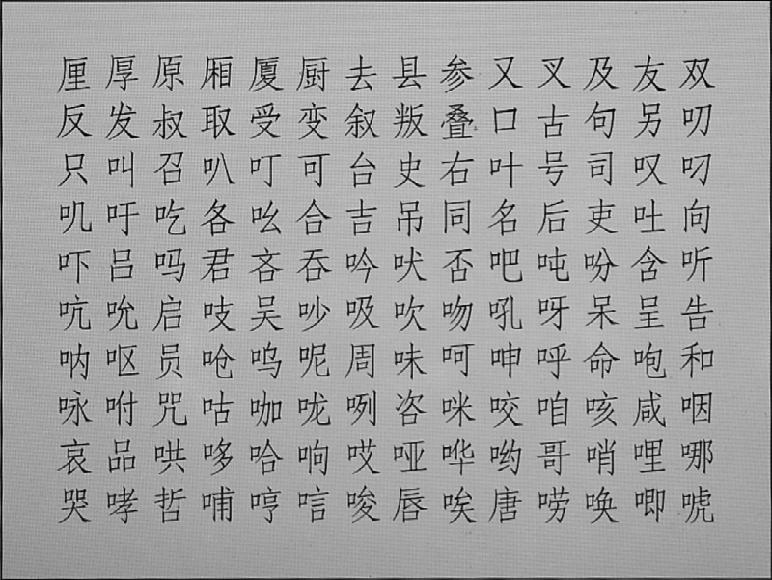 厘厚原厢厦厨去县参又叉及友双
反发叔取受变叙叛叠口古句另叨
只叫召叭叮可台史右叶号司叹叼
叽吁吃各吆合吉吊同名后吏吐向
吓吕吗君吝吞吟吠否吧吨吩含听
吭吮启吱吴吵吸吹吻吼呀呆呈告
呐呕员呛呜呢周味呵呻呼命咆和
咏咐咒咕咖咙咧咨咪咬咱咳咸咽
哀品哄哆哈响哎哑哗哟哥哨哩哪
哭哮哲哺哼唁唆唇唉唐唠唤唧唬